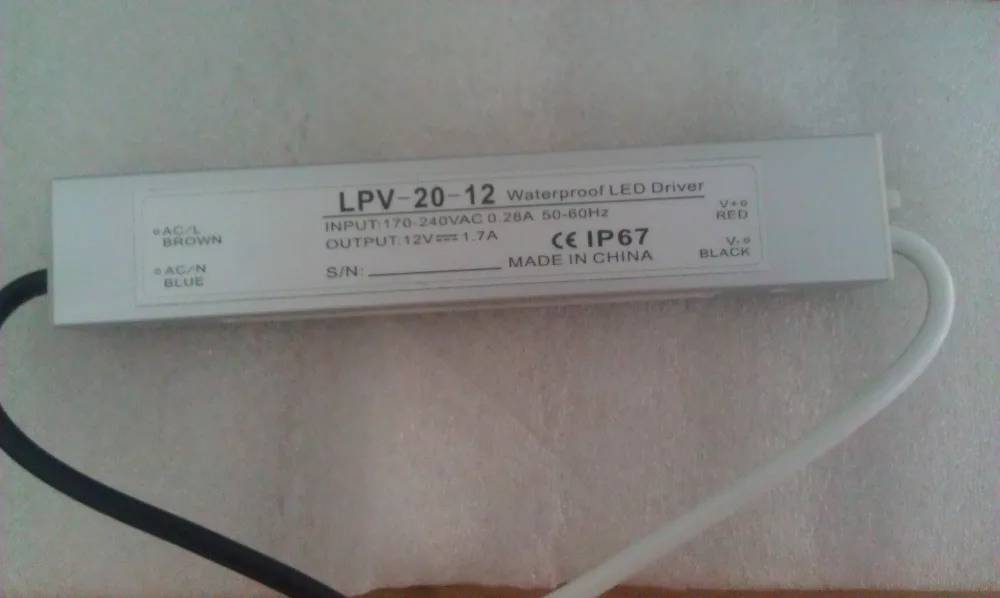 LPV-20-12 Waterproof LED Driver
INPUT:170-240VAC 0.28A 50-60Hz
OUTPUT:12V⎓1.7A
CE IP67
S/N:
MADE IN CHINA
AC/L
BROWN
AC/N
BLUE
V+
RED
V-
BLACK